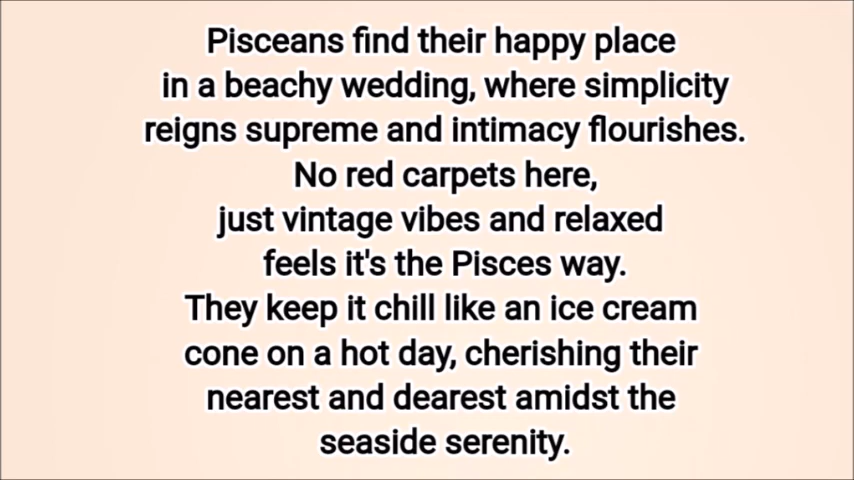 Pisceans find their happy place
in a beachy wedding, where simplicity
reigns supreme and intimacy flourishes.
No red carpets here,
just vintage vibes and relaxed
feels it's the Pisces way.
They keep it chill like an ice cream
cone on a hot day, cherishing their
nearest and dearest amidst the
seaside serenity.